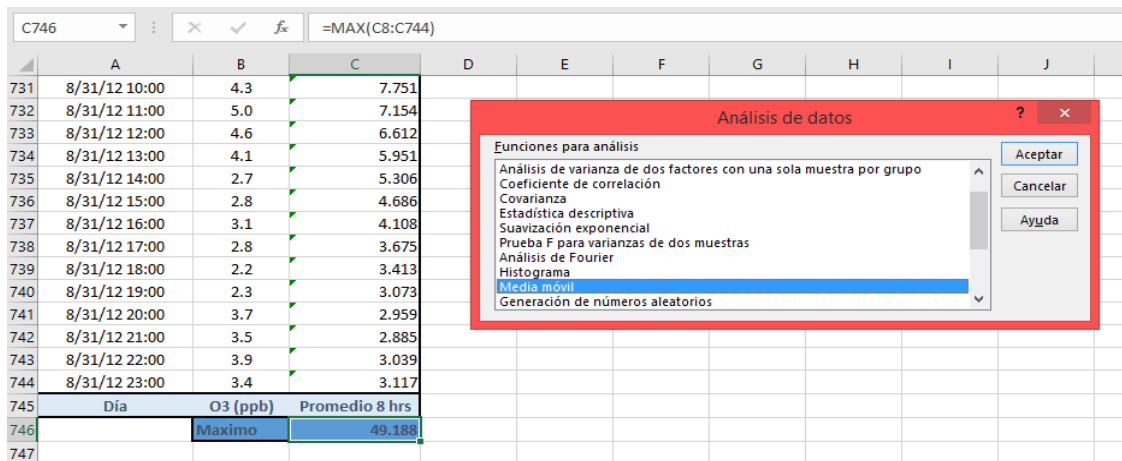 C746 fx =MAX(C8:C744)
A B C D E F G H I J
731 8/31/12 10:00 4.3 7.751
732 8/31/12 11:00 5.0 7.154
733 8/31/12 12:00 4.6 6.612
734 8/31/12 13:00 4.1 5.951
735 8/31/12 14:00 2.7 5.306
736 8/31/12 15:00 2.8 4.686
737 8/31/12 16:00 3.1 4.108
738 8/31/12 17:00 2.8 3.675
739 8/31/12 18:00 2.2 3.413
740 8/31/12 19:00 2.3 3.073
741 8/31/12 20:00 3.7 2.959
742 8/31/12 21:00 3.5 2.885
743 8/31/12 22:00 3.9 3.039
744 8/31/12 23:00 3.4 3.117
745 Día O3 (ppb) Promedio 8 hrs
746 Maximo 49.188
747
Análisis de datos ? ×
Funciones para análisis
Análisis de varianza de dos factores con una sola muestra por grupo
Coeficiente de correlación
Covarianza
Estadística descriptiva
Suavización exponencial
Prueba F para varianzas de dos muestras
Análisis de Fourier
Histograma
Media móvil
Generación de números aleatorios
Aceptar
Cancelar
Ayuda